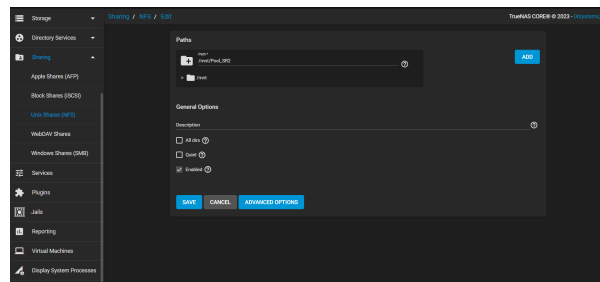 Storage
Sharing / NFS / Edit
TrueNAS CORE® © 2023 - iXsystems,
Directory Services
Sharing
Apple Shares (AFP)
Block Shares (iSCSI)
Unix Shares (NFS)
WebDAV Shares
Windows Shares (SMB)
Services
Plugins
Jails
Reporting
Virtual Machines
Display System Processes
Paths
Path *
/mnt/Pool_SR2
/mnt
ADD
General Options
Description
All dirs
Quiet
Enabled
SAVE CANCEL ADVANCED OPTIONS